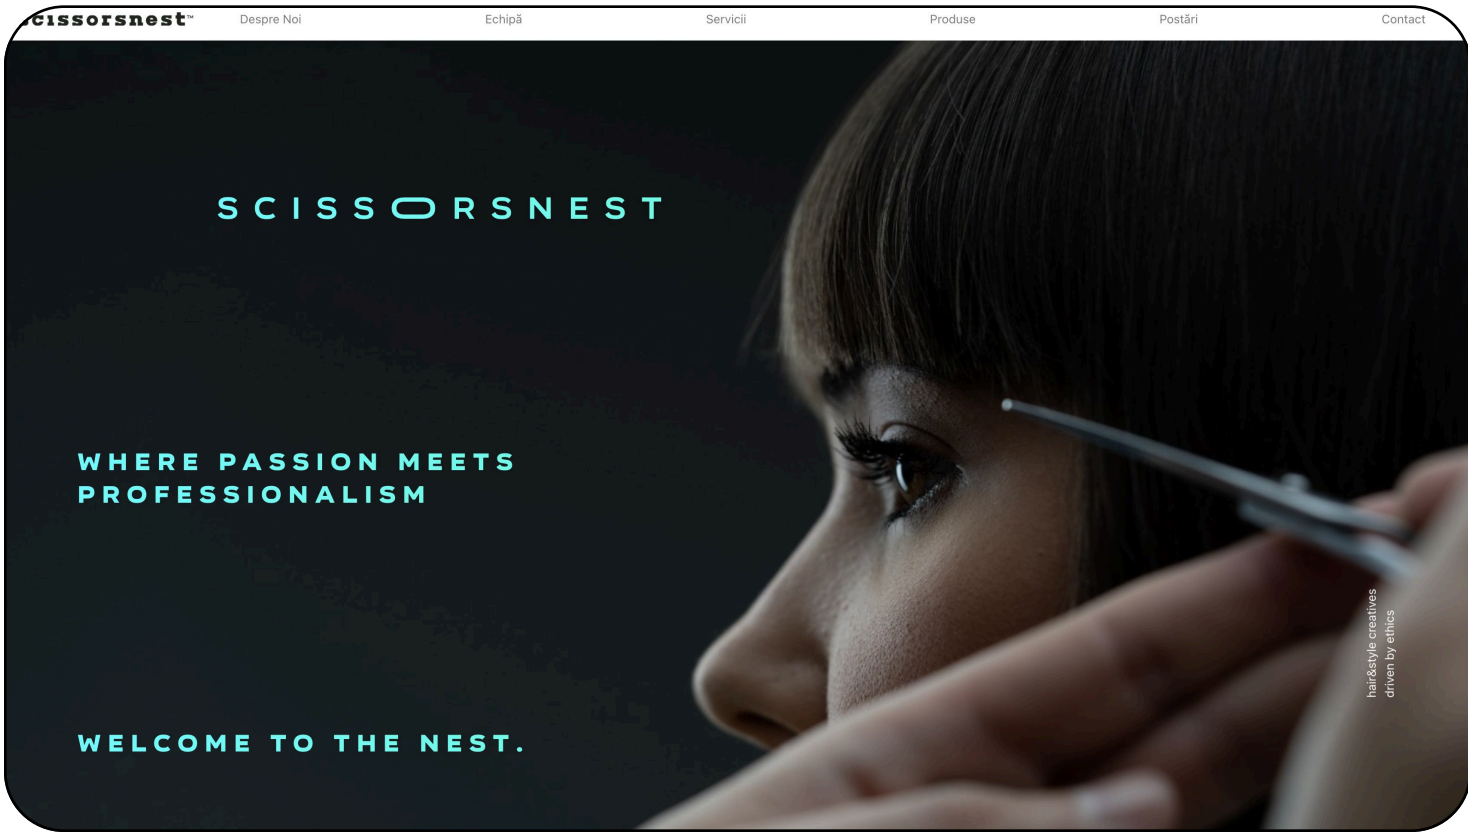 scissorsnest™
Despre Noi
Echipă
Servicii
Produse
Postări
Contact
SCISSORSNEST
WHERE PASSION MEETS
PROFESSIONALISM
hair&style creatives
driven by ethics
WELCOME TO THE NEST.